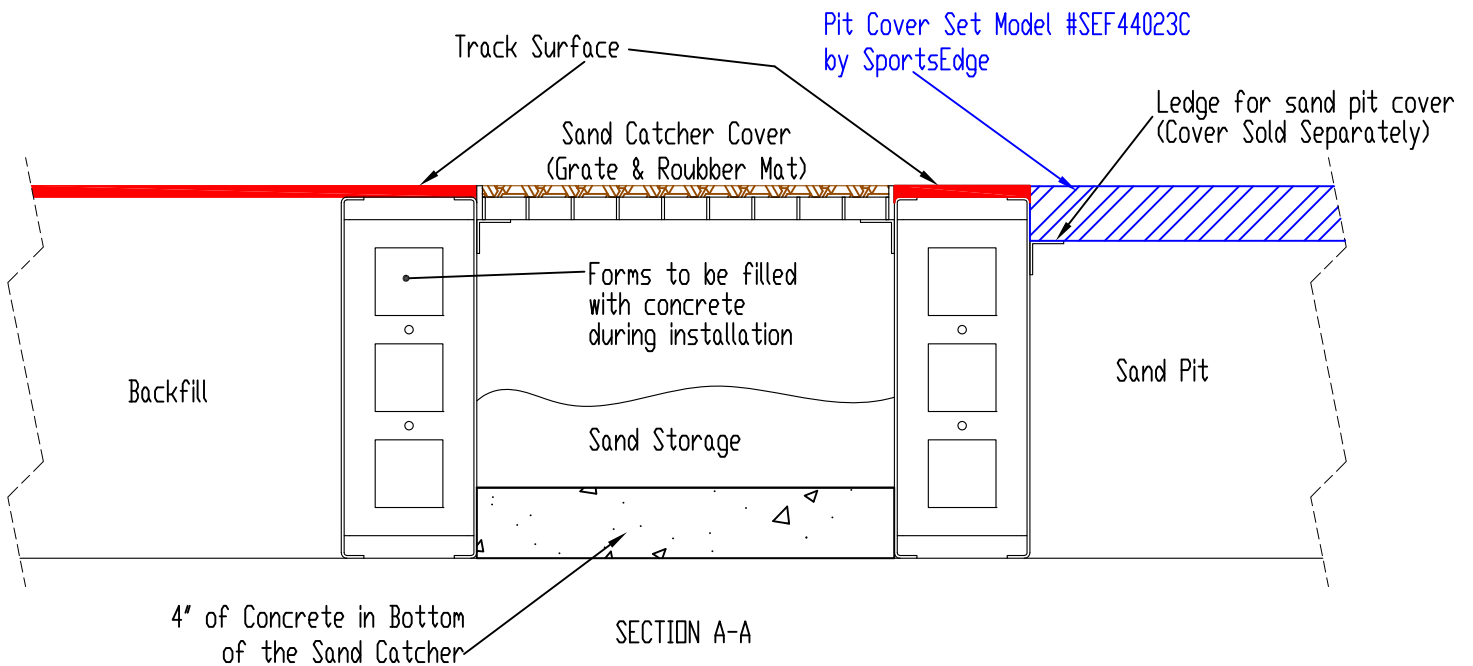 Pit Cover Set Model #SEF44023C
by SportsEdge
Track Surface
Ledge for sand pit cover
(Cover Sold Separately)
Sand Catcher Cover
(Grate & Roubber Mat)
Forms to be filled
with concrete
during installation
Backfill
Sand Pit
Sand Storage
4" of Concrete in Bottom
of the Sand Catcher
SECTION A-A